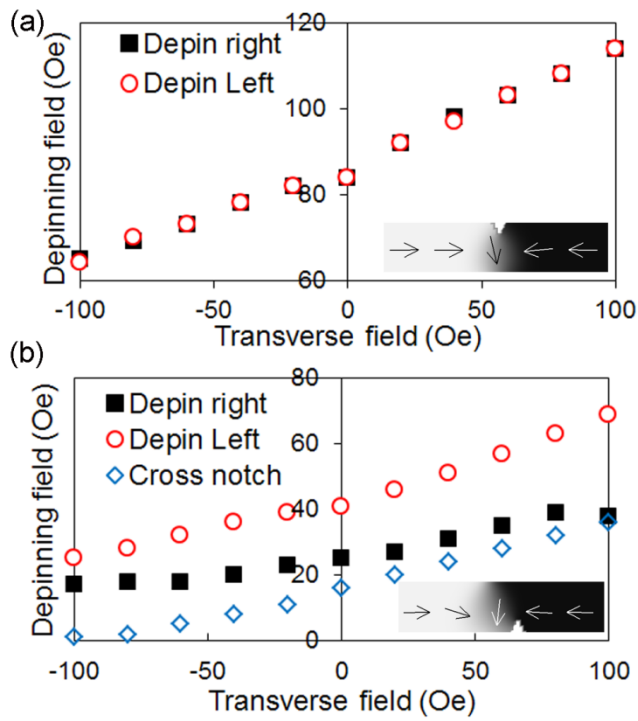 (a)
Depinning field (Oe)
Depin right
Depin Left
120
100
80
60
-100
-50
0
50
100
Transverse field (Oe)
(b)
Depinning field (Oe)
Depin right
Depin Left
Cross notch
80
60
40
20
0
-100
-50
0
50
100
Transverse field (Oe)